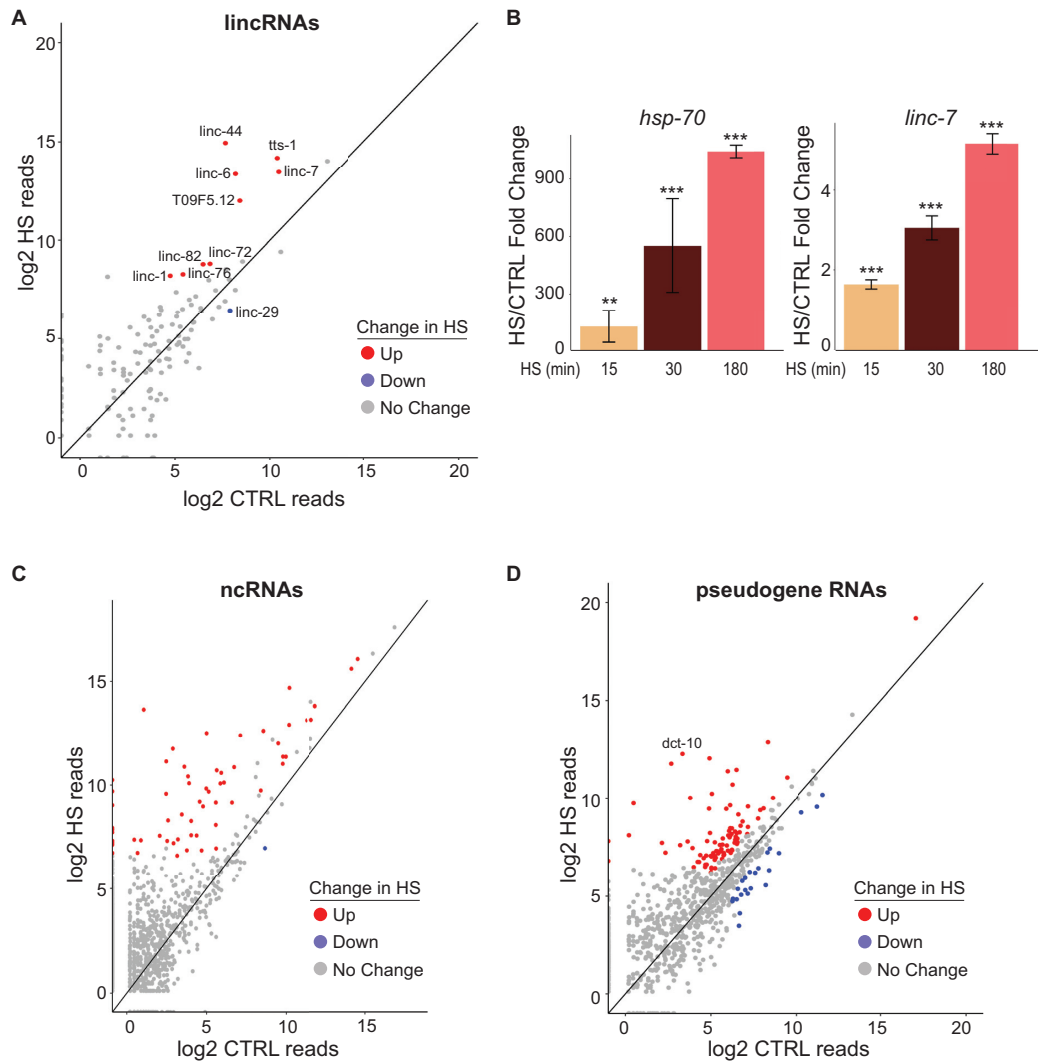 A
lincRNAs
20
15
10
5
0
log2 HS reads
linc-44
tts-1
linc-6
linc-7
T09F5.12
linc-82
linc-72
linc-1
linc-76
linc-29
Change in HS
Up
Down
No Change
0 5 10 15 20
log2 CTRL reads
B
hsp-70
HS/CTRL Fold Change
900
600
300
0
**
***
***
HS (min) 15 30 180
linc-7
HS/CTRL Fold Change
4
2
0
***
***
***
HS (min) 15 30 180
C
ncRNAs
15
10
5
0
log2 HS reads
Change in HS
Up
Down
No Change
0 5 10 15
log2 CTRL reads
D
pseudogene RNAs
20
15
10
5
0
log2 HS reads
dct-10
Change in HS
Up
Down
No Change
0 5 10 15 20
log2 CTRL reads